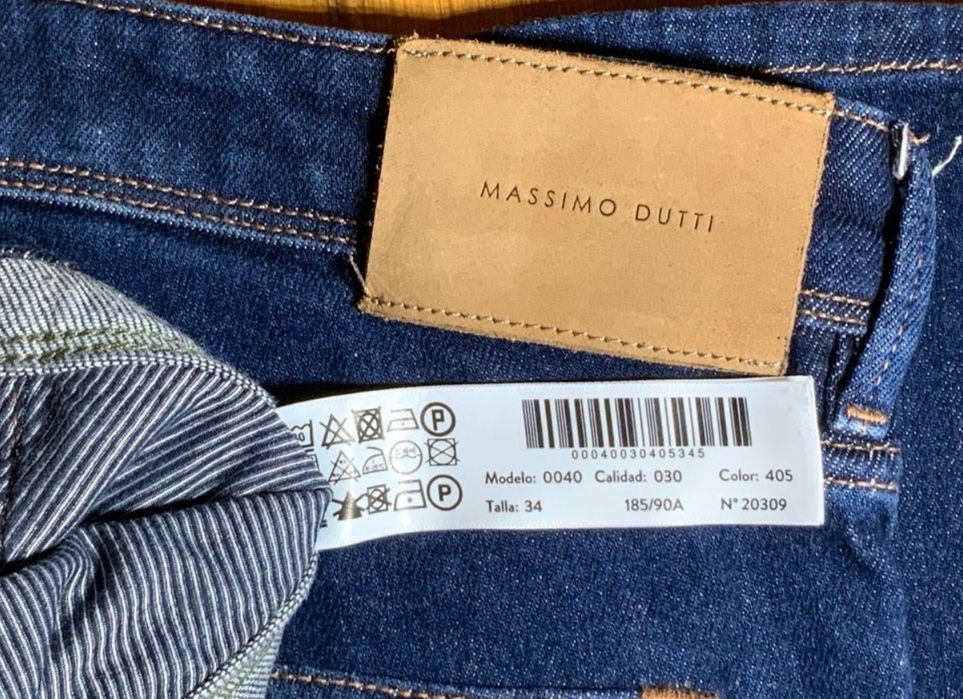 MASSIMO DUTTI
00040030405345
Modelo: 0040 Calidad: 030 Color: 405
Talla: 34 185/90A N° 20309
P
P